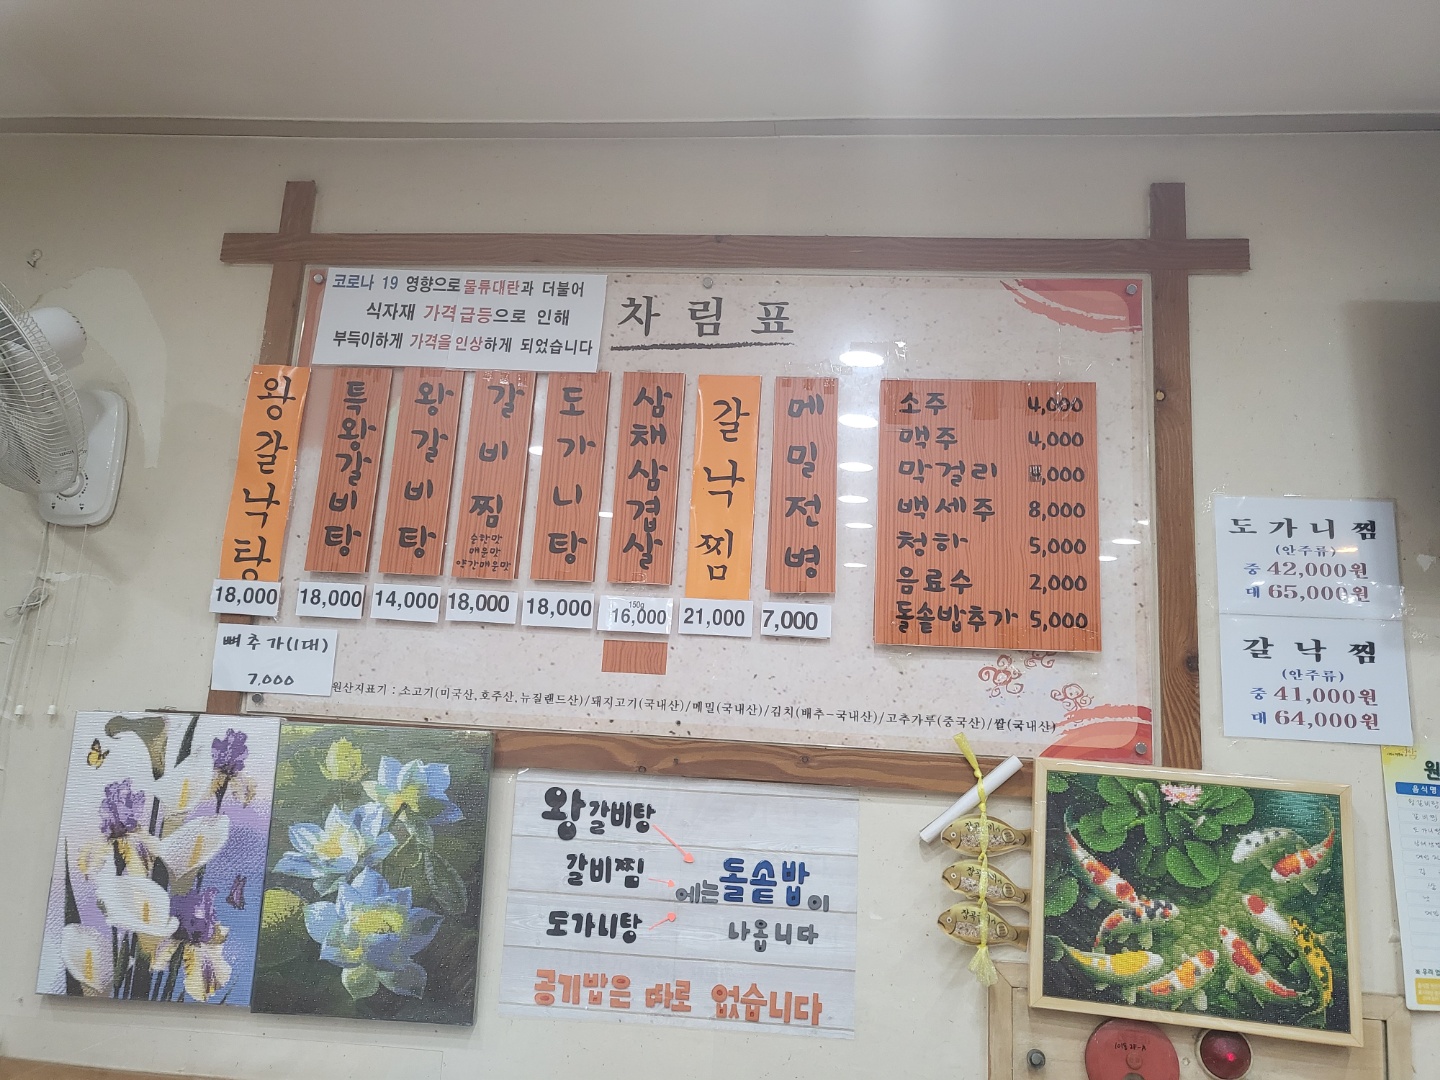 코로나 19 영향으로 물류대란과 더불어
식자재 가격급등으로 인해
부득이하게 가격을 인상하게 되었습니다
차림표
왕갈낙탕
18,000
특왕갈비탕
18,000
왕갈비탕
14,000
갈비찜
순한맛
매운맛
약간매운맛
18,000
도가니탕
18,000
삼채삼겹살
150g
16,000
갈낙찜
21,000
메밀전병
7,000
소주 4,000
맥주 4,000
막걸리 ,000
백세주 8,000
청하 5,000
음료수 2,000
돌솥밥추가 5,000
뼈추가(1대)
7.000
원산지표기 : 소고기(미국산,호주산,뉴질랜드산)/돼지고기(국내산)/메밀(국내산)/김치(배추-국내산)/고추가루(중국산)/쌀(국내산)
도가니찜
(안주류)
중 42,000원
대 65,000원
갈낙찜
(안주류)
중 41,000원
대 64,000원
왕갈비탕
갈비찜
도가니탕
에는 돌솥밥이
나옵니다
공기밥은 따로 없습니다
원
음식명